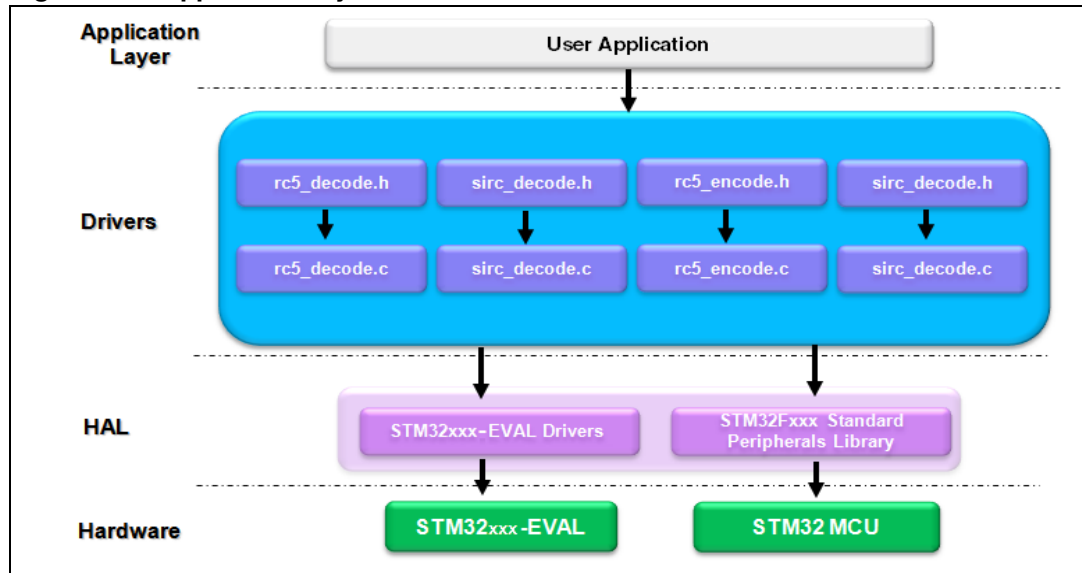 Application
Layer
User Application
rc5_decode.h
sirc_decode.h
rc5_encode.h
sirc_decode.h
Drivers
rc5_decode.c
sirc_decode.c
rc5_encode.c
sirc_decode.c
HAL
STM32xxx-EVAL Drivers
STM32Fxxx Standard
Peripherals Library
Hardware
STM32xxx-EVAL
STM32 MCU